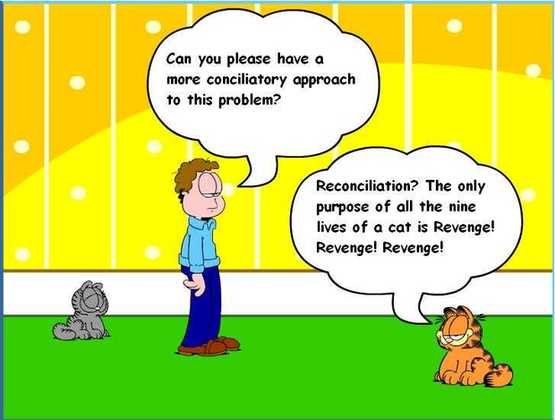 Can you please have a
more conciliatory approach
to this problem?
Reconciliation? The only
purpose of all the nine
lives of a cat is Revenge!
Revenge! Revenge!